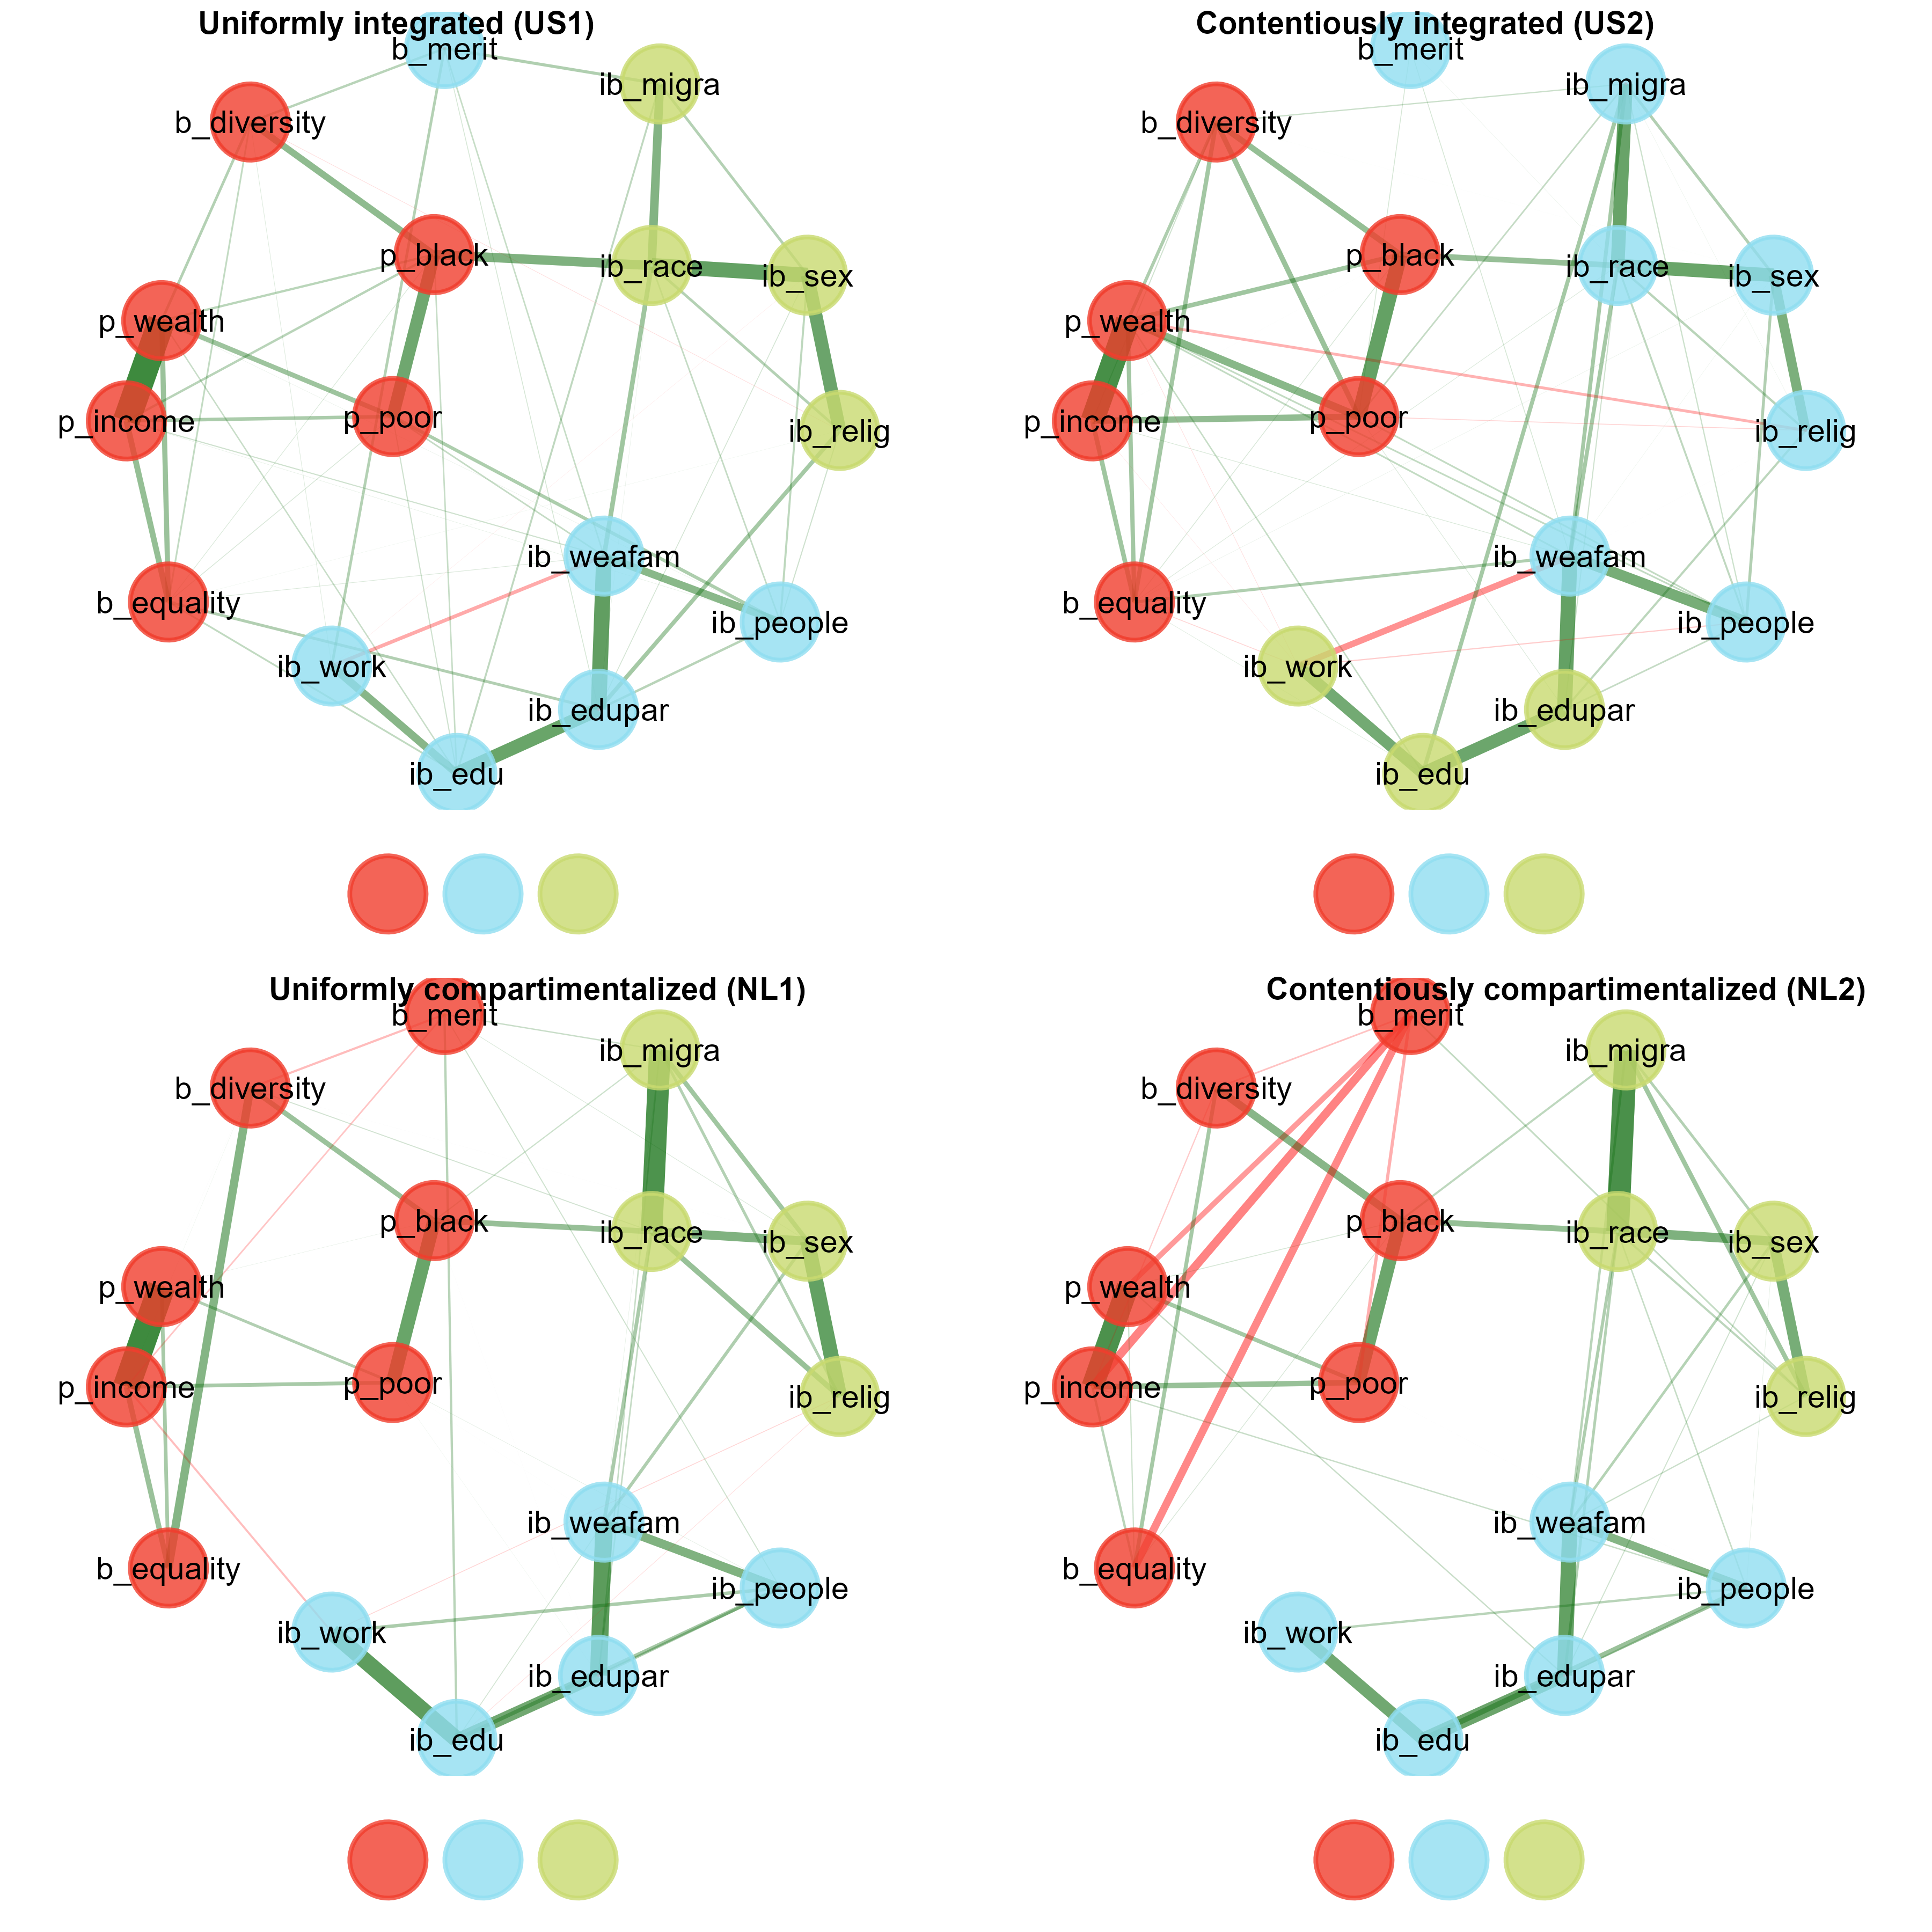 Uniformly integrated (US1)
b_merit
ib_migra
b_diversity
p_black
ib_race
ib_sex
p_wealth
p_income
p_poor
ib_relig
ib_weafam
b_equality
ib_people
ib_work
ib_edupar
ib_edu
Contentiously integrated (US2)
b_merit
ib_migra
b_diversity
p_black
ib_race
ib_sex
p_wealth
p_income
p_poor
ib_relig
ib_weafam
b_equality
ib_people
ib_work
ib_edupar
ib_edu
Uniformly compartimentalized (NL1)
b_merit
ib_migra
b_diversity
p_black
ib_race
ib_sex
p_wealth
p_income
p_poor
ib_relig
ib_weafam
b_equality
ib_people
ib_work
ib_edupar
ib_edu
Contentiously compartimentalized (NL2)
b_merit
ib_migra
b_diversity
p_black
ib_race
ib_sex
p_wealth
p_income
p_poor
ib_relig
ib_weafam
b_equality
ib_people
ib_work
ib_edupar
ib_edu